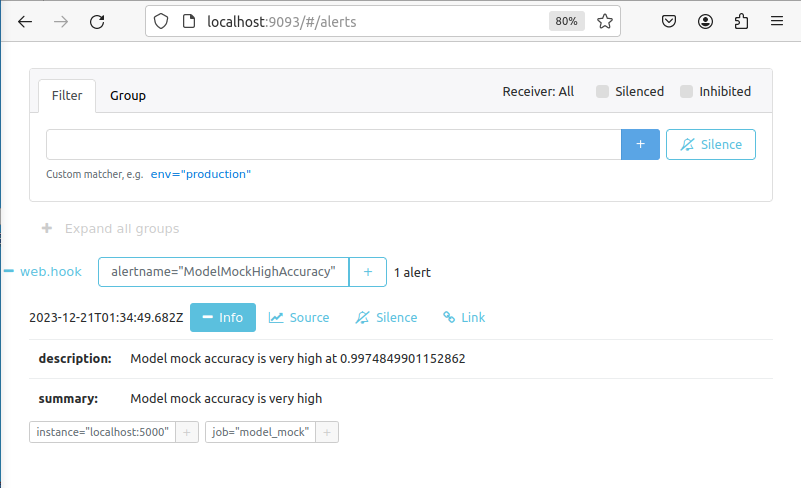 localhost:9093/#/alerts 80%
Filter Group Receiver: All Silenced Inhibited
+ Silence
Custom matcher, e.g. env="production"
+ Expand all groups
− web.hook alertname="ModelMockHighAccuracy" + 1 alert
2023-12-21T01:34:49.682Z − Info Source Silence Link
description: Model mock accuracy is very high at 0.9974849901152862
summary: Model mock accuracy is very high
instance="localhost:5000" + job="model_mock" +